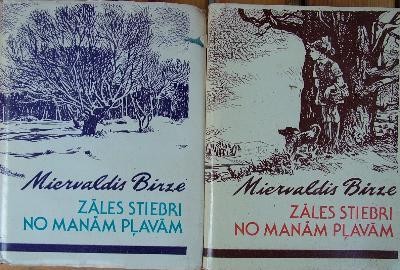 Miervaldis Birze
ZĀLES STIEBRI
NO MANĀM PĻAVĀM
Miervaldis Birze
ZĀLES STIEBRI
NO MANĀM PĻAVĀM